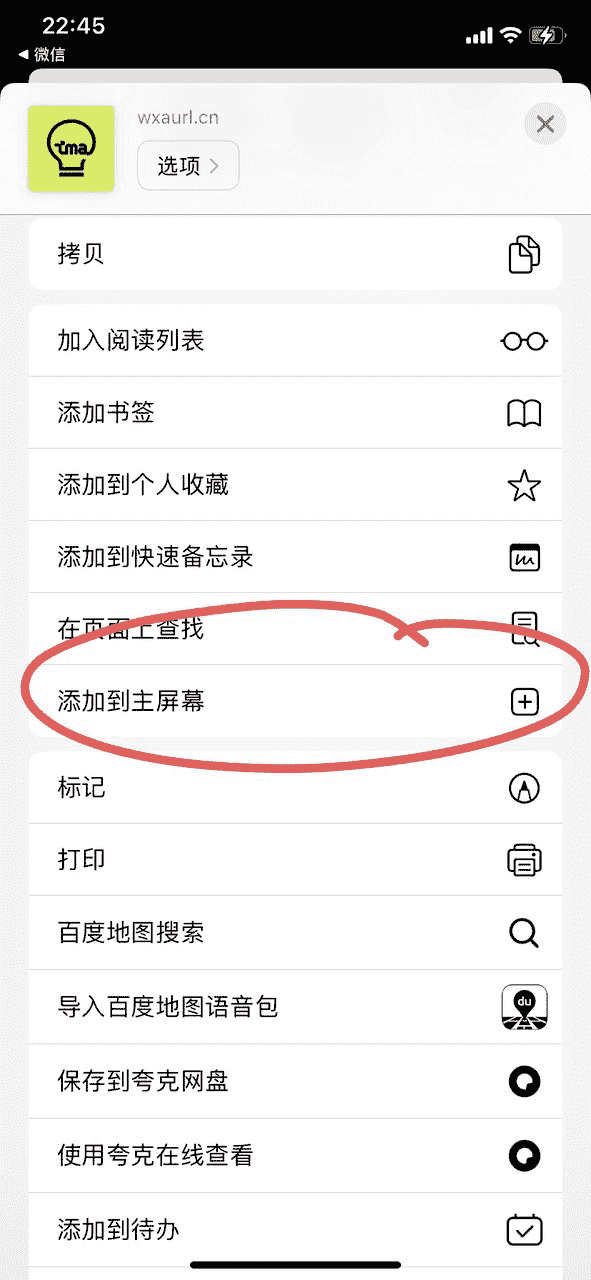 22:45
◀ 微信
tma
wxaurl.cn
选项
拷贝
加入阅读列表
添加书签
添加到个人收藏
添加到快速备忘录
在页面上查找
添加到主屏幕
标记
打印
百度地图搜索
导入百度地图语音包
du
保存到夸克网盘
使用夸克在线查看
添加到待办